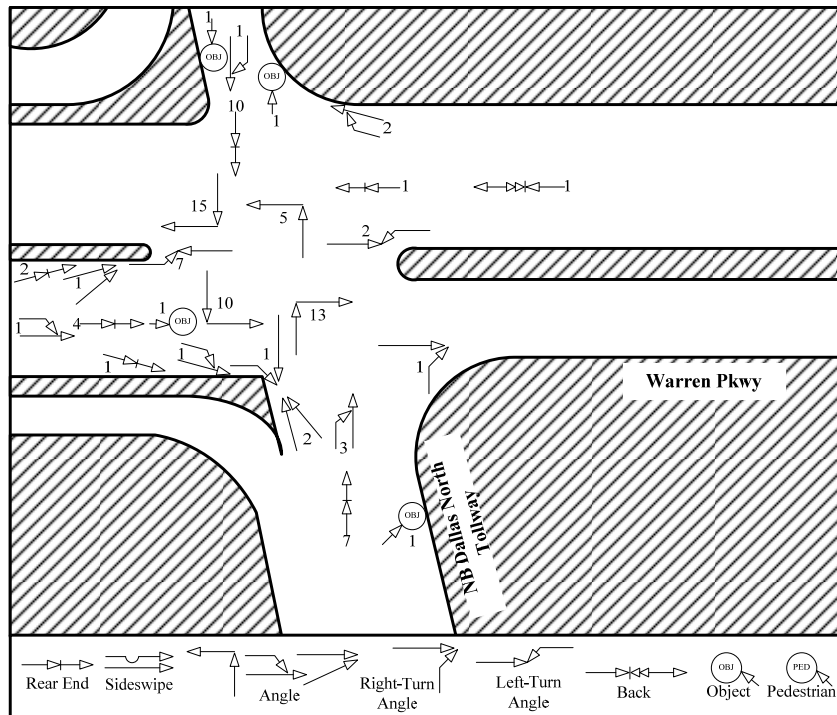 1
OBJ
1
OBJ
10
1
2
1
1
15
5
2
7
2
1
10
13
1
4
1
OBJ
1
1
1
1
Warren Pkwy
2
3
NB Dallas North
Tollway
OBJ
7
1
Rear End
Sideswipe
Angle
Right-Turn
Angle
Left-Turn
Angle
Back
OBJ
Object
PED
Pedestrian